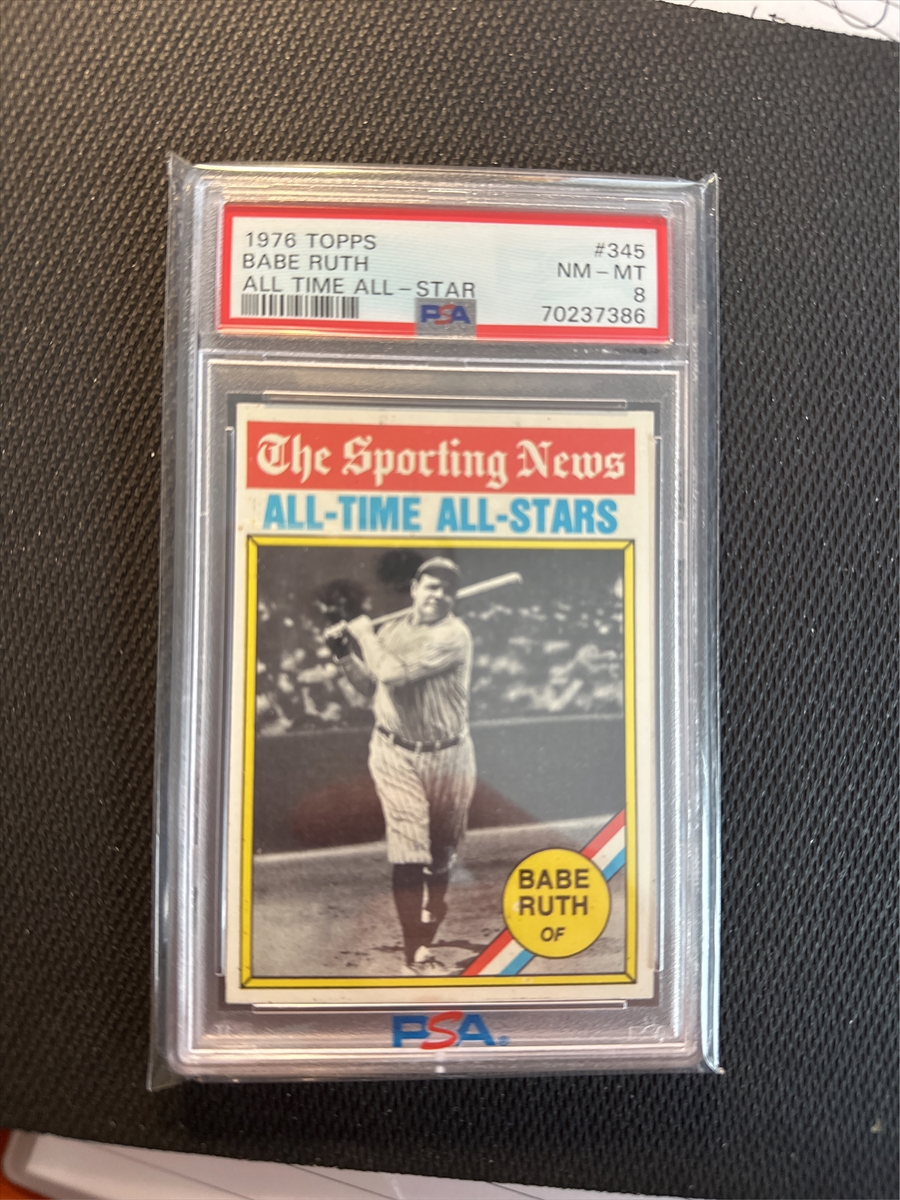 1976 TOPPS #345
BABE RUTH NM - MT
ALL TIME ALL - STAR 8
PSA 70237386
The Sporting News
ALL-TIME ALL-STARS
BABE
RUTH
OF
PSA